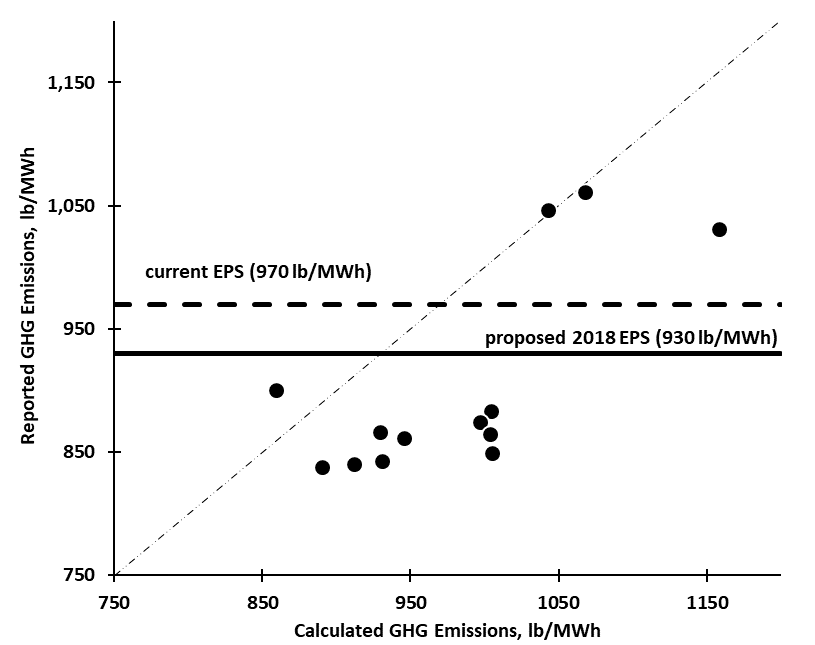 1,150
1,050
950
850
750
Reported GHG Emissions, lb/MWh
current EPS (970 lb/MWh)
proposed 2018 EPS (930 lb/MWh)
750 850 950 1050 1150
Calculated GHG Emissions, lb/MWh